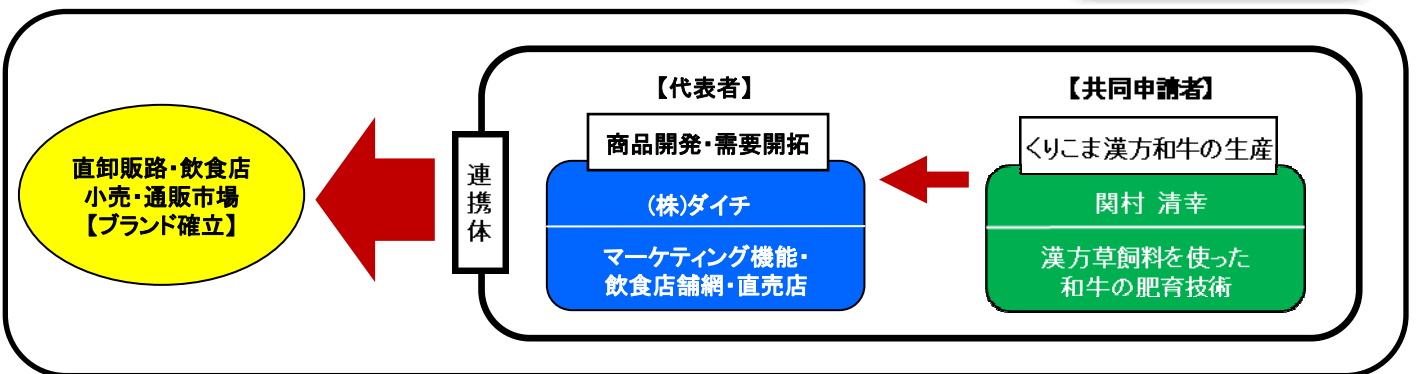 【代表者】
【共同申請者】
商品開発・需要開拓
くりこま漢方和牛の生産
直卸販路・飲食店
小売・通販市場
【ブランド確立】
連携体
(株)ダイチ
マーケティング機能・
飲食店舗網・直売店
関村 清幸
漢方草飼料を使った
和牛の肥育技術